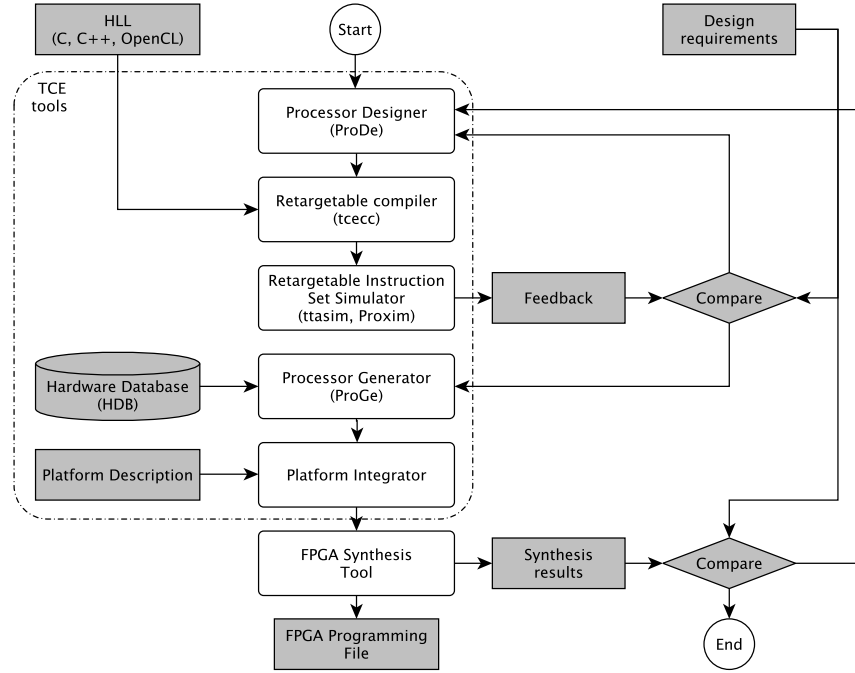 HLL
(C, C++, OpenCL)
Start
Design
requirements
TCE
tools
Processor Designer
(ProDe)
Retargetable compiler
(tcecc)
Retargetable Instruction
Set Simulator
(ttasim, Proxim)
Feedback
Compare
Hardware Database
(HDB)
Processor Generator
(ProGe)
Platform Description
Platform Integrator
FPGA Synthesis
Tool
Synthesis
results
Compare
FPGA Programming
File
End